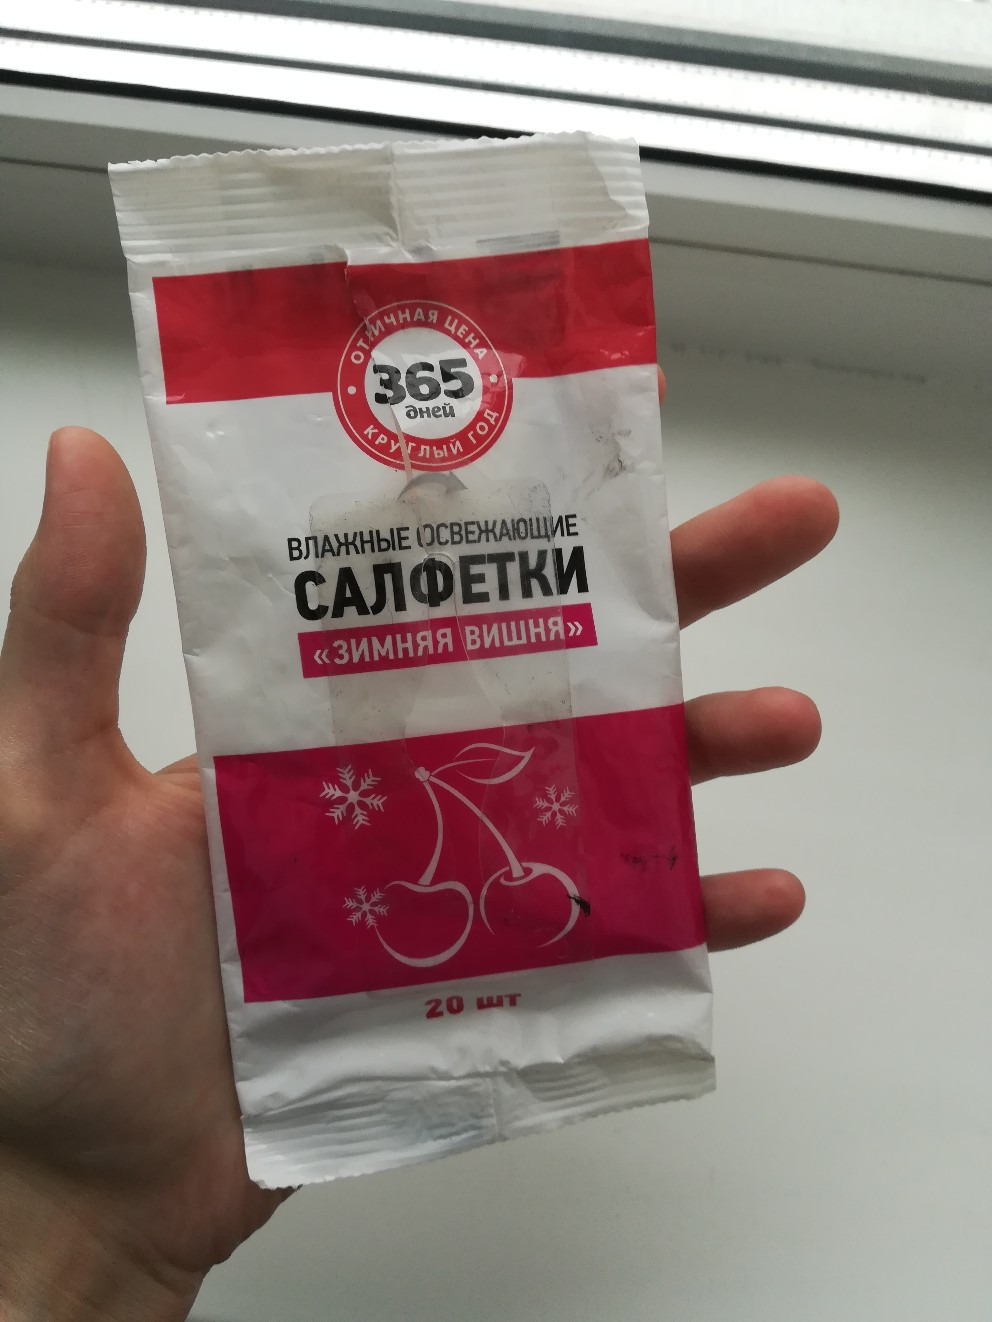 ОТЛИЧНАЯ ЦЕНА
365
дней
КРУГЛЫЙ ГОД
ВЛАЖНЫЕ ОСВЕЖАЮЩИЕ
САЛФЕТКИ
«ЗИМНЯЯ ВИШНЯ»
20 шт